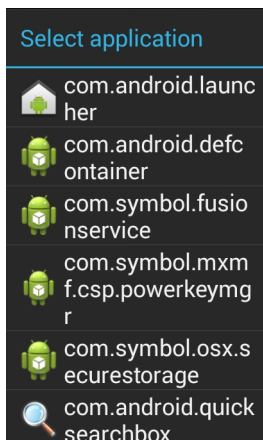 Select application
com.android.launc
her
com.android.defc
ontainer
com.symbol.fusio
nservice
com.symbol.mxm
f.csp.powerkeymg
r
com.symbol.osx.s
ecurestorage
com.android.quick
searchbox